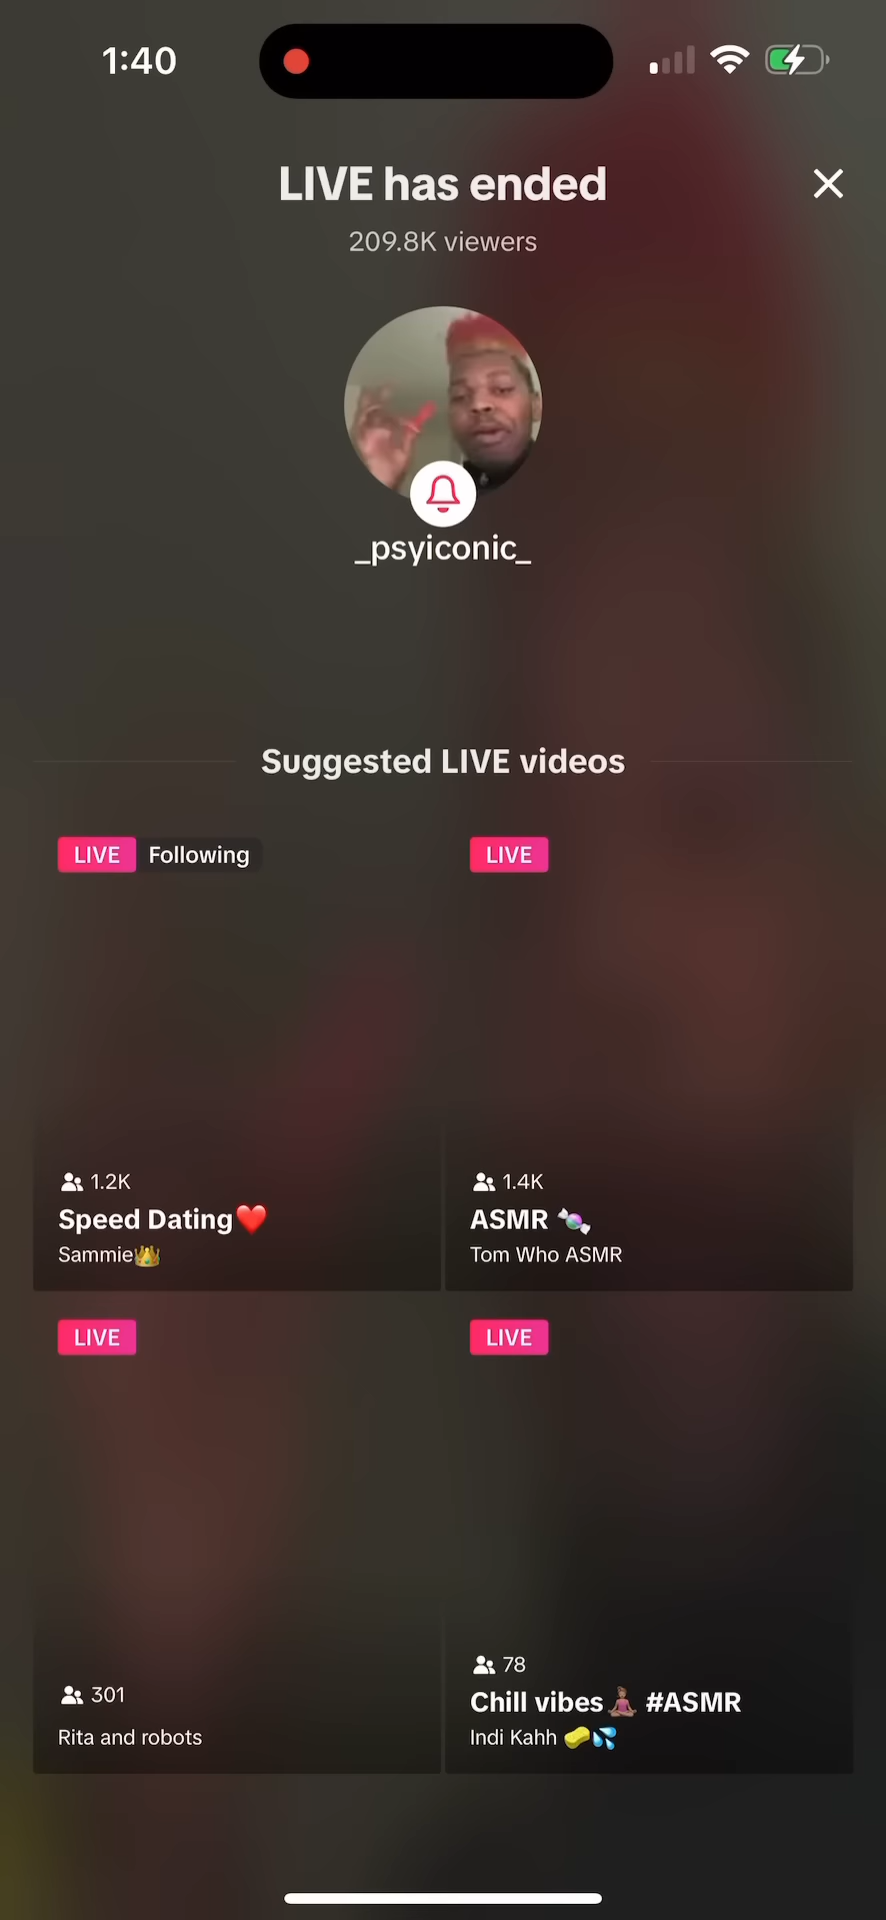 1:40
LIVE has ended
209.8K viewers
_psyiconic_
Suggested LIVE videos
LIVE Following
LIVE
1.2K
Speed Dating❤️
Sammie👑
1.4K
ASMR 🍬
Tom Who ASMR
LIVE
LIVE
301
Rita and robots
78
Chill vibes🧘🏽‍♀️ #ASMR
Indi Kahh 🧽💦